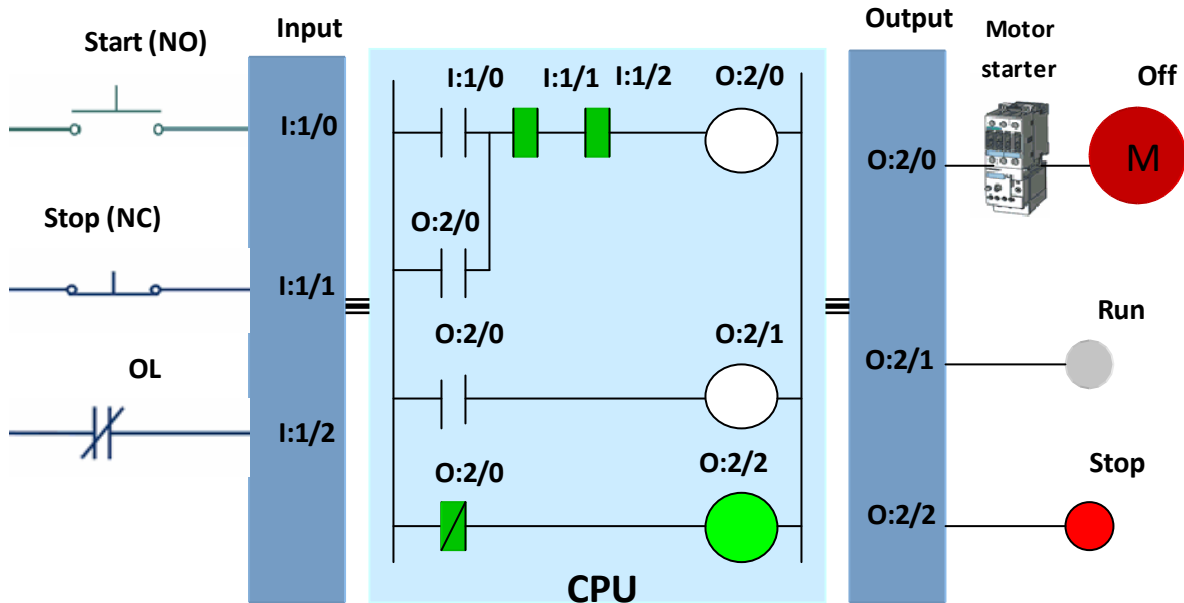 Start (NO)
Input
Output
Motor
starter
Off
I:1/0
I:1/1
I:1/2
O:2/0
I:1/0
O:2/0
M
Stop (NC)
O:2/0
I:1/1
O:2/0
O:2/1
Run
OL
O:2/1
I:1/2
O:2/0
O:2/2
Stop
O:2/2
CPU